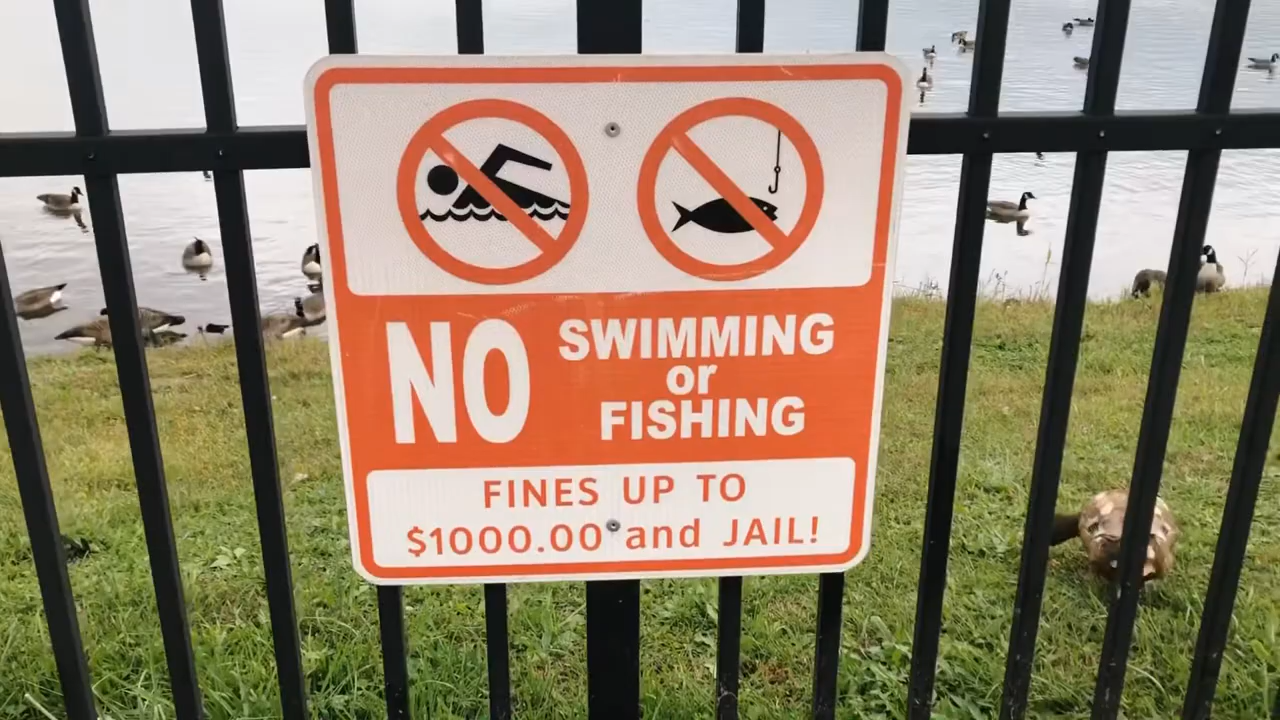 NO SWIMMING
or
FISHING
FINES UP TO
$1000.00 and JAIL!